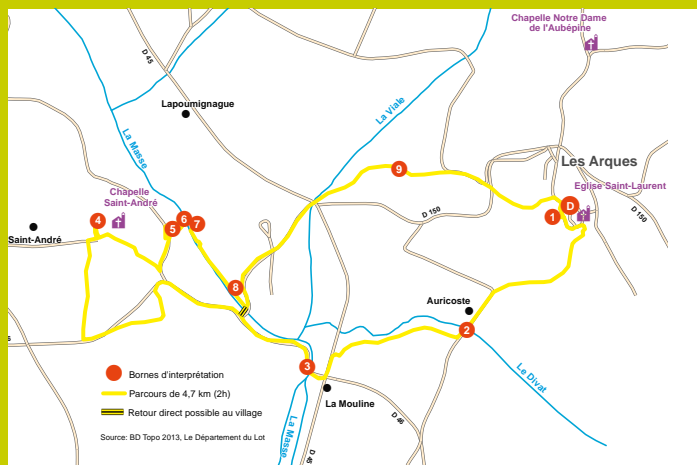 Chapelle Notre Dame
de l'Aubépine
D 45
Lapoumignague
La Viale
La Masse
9
Les Arques
Chapelle
Saint-André
4
6
5
7
Eglise Saint-Laurent
D
1
D 150
D 150
Saint-André
8
Auricoste
2
3
Bornes d'interprétation
Parcours de 4,7 km (2h)
Retour direct possible au village
La Mouline
Le Divat
D 46
La Masse
D 45
Source: BD Topo 2013, Le Département du Lot